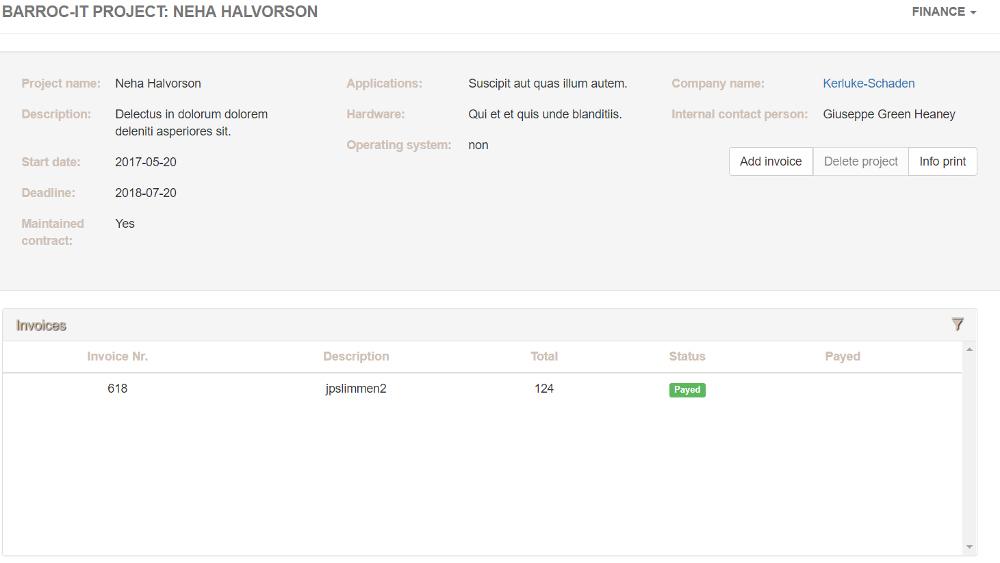 BARROC-IT PROJECT: NEHA HALVORSON
FINANCE
Project name: Neha Halvorson
Description: Delectus in dolorum dolorem
deleniti asperiores sit.
Start date: 2017-05-20
Deadline: 2018-07-20
Maintained Yes
contract:
Applications: Suscipit aut quas illum autem.
Hardware: Qui et et quis unde blanditiis.
Operating system: non
Company name: Kerluke-Schaden
Internal contact person: Giuseppe Green Heaney
Add invoice Delete project Info print
Invoices
Invoice Nr. Description Total Status Payed
618 jpslimmen2 124 Payed